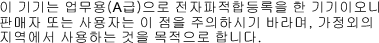 이 기기는 업무용(A급)으로 전자파적합등록을 한 기기이오니
판매자 또는 사용자는 이 점을 주의하시기 바라며, 가정외의
지역에서 사용하는 것을 목적으로 합니다.